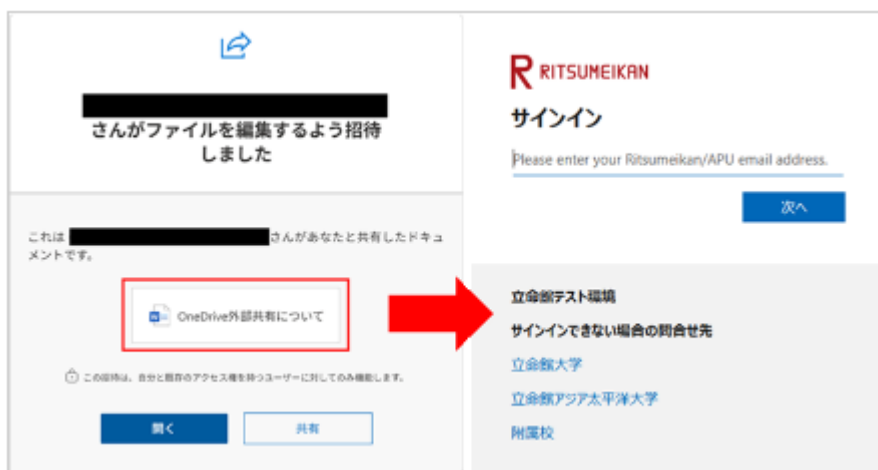 さんがファイルを編集するよう招待
しました
これは
さんがあなたと共有したドキュ
メントです。
OneDrive外部共有について
この招待は、自分と既存のアクセス権を持つユーザーに対してのみ機能します。
開く
共有
RITSUMEIKAN
サインイン
Please enter your Ritsumeikan/APU email address.
次へ
立命館テスト環境
サインインできない場合の問合せ先
立命館大学
立命館アジア太平洋大学
附属校